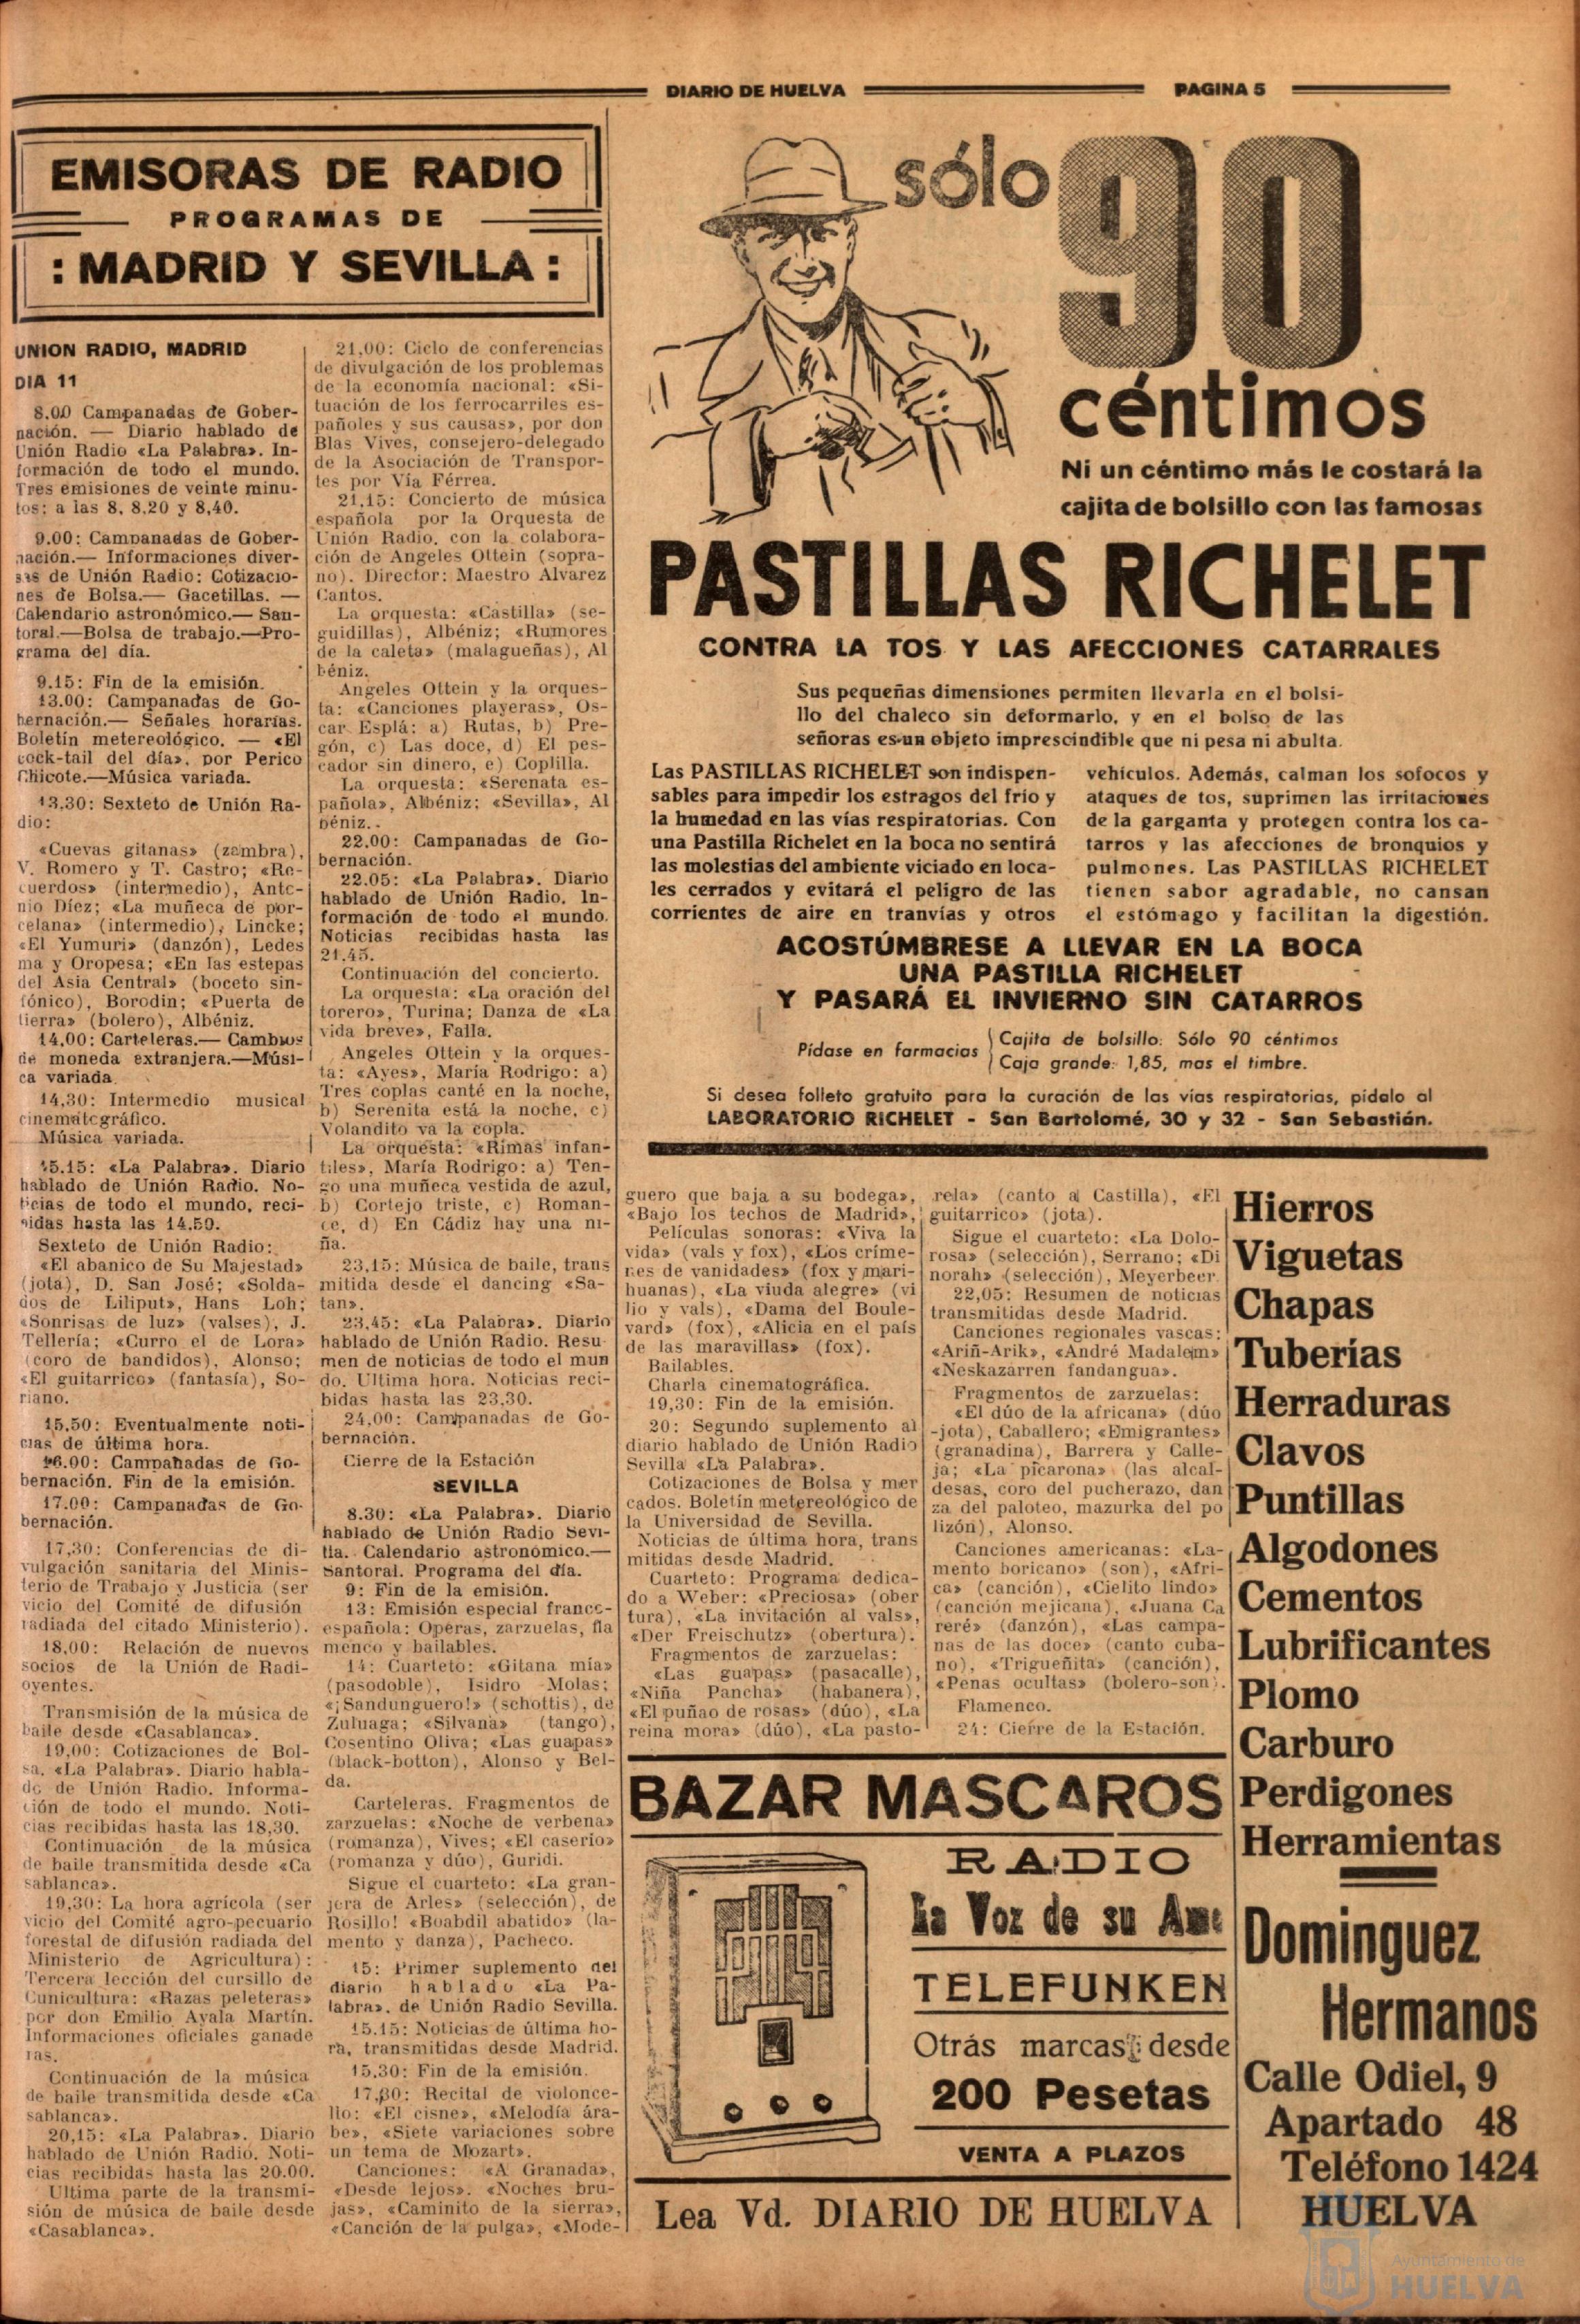 DIARIO DE HUELVA
PAGINA 5
EMISORAS DE RADIO
PROGRAMAS DE
: MADRID Y SEVILLA :
UNION RADIO, MADRID
DIA 11
8.00 Campanadas de Gober-
nación. — Diario hablado de
Unión Radio «La Palabra». In-
formación de todo el mundo.
Tres emisiones de veinte minu-
tos: a las 8, 8,20 y 8,40.
9.00: Campanadas de Gober-
nación.— Informaciones diver-
sas de Unión Radio: Cotizacio-
nes de Bolsa.— Gacetillas. —
Calendario astronómico.— San-
toral.—Bolsa de trabajo.—Pro-
grama del día.
9.15: Fin de la emisión.
13.00: Campanadas de Go-
bernación.— Señales horarias.
Boletín metereológico. — «El
cock-tail del día», por Perico
Chicote.—Música variada.
13,30: Sexteto de Unión Ra-
dio:
«Cuevas gitanas» (zambra),
V. Romero y T. Castro; «Re-
cuerdos» (intermedio), Anto-
nio Díez; «La muñeca de por-
celana» (intermedio), Lincke;
«El Yumuri» (danzón), Ledes
ma y Oropesa; «En las estepas
del Asia Central» (boceto sin-
fónico), Borodin; «Puerta de
tierra» (bolero), Albéniz.
14,00: Carteleras.— Cambios
de moneda extranjera.—Músi-
ca variada.
14,30: Intermedio musical
cinematográfico.
Música variada.
15.15: «La Palabra». Diario
hablado de Unión Radio. No-
ticias de todo el mundo, reci-
bidas hasta las 14.50.
Sexteto de Unión Radio:
«El abanico de Su Majestad»
(jota), D. San José; «Solda-
dos de Liliput», Hans Loh;
«Sonrisas de luz» (valses), J.
Tellería; «Curro el de Lora»
(coro de bandidos), Alonso;
«El guitarrico» (fantasía), So-
riano.
15.50: Eventualmente noti-
cias de última hora.
16.00: Campanadas de Go-
bernación. Fin de la emisión.
17.00: Campanadas de Go-
bernación.
17,30: Conferencias de di-
vulgación sanitaria del Minis-
terio de Trabajo y Justicia (ser
vicio del Comité de difusión
radiada del citado Ministerio).
18,00: Relación de nuevos
socios de la Unión de Radi-
oyentes.
Transmisión de la música de
baile desde «Casablanca».
19,00: Cotizaciones de Bol-
sa. «La Palabra». Diario habla-
do de Unión Radio. Informa-
ción de todo el mundo. Noti-
cias recibidas hasta las 18,30.
Continuación de la música
de baile transmitida desde «Ca
sablanca».
19,30: La hora agrícola (ser
vicio del Comité agro-pecuario
forestal de difusión radiada del
Ministerio de Agricultura):
Tercera lección del cursillo de
Cunicultura: «Razas peleteras»
por don Emilio Ayala Martín.
Informaciones oficiales ganade
ras.
Continuación de la música
de baile transmitida desde «Ca
sablanca».
20,15: «La Palabra». Diario
hablado de Unión Radio. Noti-
cias recibidas hasta las 20.00.
Ultima parte de la transmi-
sión de música de baile desde
«Casablanca».
21,00: Ciclo de conferencias
de divulgación de los problemas
de la economía nacional: «Si-
tuación de los ferrocarriles es-
pañoles y sus causas», por don
Blas Vives, consejero-delegado
de la Asociación de Transpor-
tes por Vía Férrea.
21,15: Concierto de música
española por la Orquesta de
Unión Radio, con la colabora-
ción de Angeles Ottein (sopra-
no). Director: Maestro Alvarez
Cantos.
La orquesta: «Castilla» (se-
guidillas), Albéniz; «Rumores
de la caleta» (malagueñas), Al
béniz.
Angeles Ottein y la orques-
ta: «Canciones playeras», Os-
car Esplá: a) Rutas, b) Pre-
gón, c) Las doce, d) El pes-
cador sin dinero, e) Coplilla.
La orquesta: «Serenata es-
pañola», Albéniz; «Sevilla», Al
béniz.
22,00: Campanadas de Go-
bernación.
22.05: «La Palabra». Diario
hablado de Unión Radio. In-
formación de todo el mundo.
Noticias recibidas hasta las
21.45.
Continuación del concierto.
La orquesta: «La oración del
torero», Turina; Danza de «La
vida breve», Falla.
Angeles Ottein y la orques-
ta: «Ayes», María Rodrigo: a)
Tres coplas canté en la noche,
b) Serenita está la noche, c)
Volandito va la copla.
La orquesta: «Rimas infan-
tiles», María Rodrigo: a) Ten-
go una muñeca vestida de azul,
b) Cortejo triste, c) Roman-
ce, d) En Cádiz hay una ni-
ña.
23,15: Música de baile, trans
mitida desde el dancing «Sa-
tan».
23,45: «La Palabra». Diario
hablado de Unión Radio. Resu
men de noticias de todo el mun
do. Ultima hora. Noticias reci-
bidas hasta las 23,30.
24,00: Campanadas de Go-
bernación.
Cierre de la Estación
SEVILLA
8.30: «La Palabra». Diario
hablado de Unión Radio Sevi-
lla. Calendario astronómico.—
Santoral. Programa del día.
9: Fin de la emisión.
13: Emisión especial franco-
española: Operas, zarzuelas, fla
menco y bailables.
14: Cuarteto: «Gitana mía»
(pasodoble), Isidro Molas;
«¡Sandunguero!» (schottis), de
Zuluaga; «Silvana» (tango),
Cosentino Oliva; «Las guapas»
(black-botton), Alonso y Bel-
da.
Carteleras. Fragmentos de
zarzuelas: «Noche de verbena»
(romanza), Vives; «El caserio»
(romanza y dúo), Guridi.
Sigue el cuarteto: «La gran-
jera de Arles» (selección), de
Rosillo! «Boabdil abatido» (la-
mento y danza), Pacheco.
15: Primer suplemento del
diario hablado «La Pa-
labra», de Unión Radio Sevilla.
15.15: Noticias de última ho-
ra, transmitidas desde Madrid.
15,30: Fin de la emisión.
17,30: Recital de violonce-
llo: «El cisne», «Melodía ára-
be», «Siete variaciones sobre
un tema de Mozart».
Canciones: «A Granada»,
«Desde lejos», «Noches bru-
jas», «Caminito de la sierra»,
«Canción de la pulga», «Mode-
sólo 90
céntimos
Ni un céntimo más le costará la
cajita de bolsillo con las famosas
PASTILLAS RICHELET
CONTRA LA TOS Y LAS AFECCIONES CATARRALES
Sus pequeñas dimensiones permiten llevarla en el bolsi-
llo del chaleco sin deformarlo, y en el bolso de las
señoras es un objeto imprescindible que ni pesa ni abulta.
Las PASTILLAS RICHELET son indispen-
sables para impedir los estragos del frío y
la humedad en las vías respiratorias. Con
una Pastilla Richelet en la boca no sentirá
las molestias del ambiente viciado en loca-
les cerrados y evitará el peligro de las
corrientes de aire en tranvías y otros
vehículos. Además, calman los sofocos y
ataques de tos, suprimen las irritaciones
de la garganta y protegen contra los ca-
tarros y las afecciones de bronquios y
pulmones. Las PASTILLAS RICHELET
tienen sabor agradable, no cansan
el estómago y facilitan la digestión.
ACOSTÚMBRESE A LLEVAR EN LA BOCA
UNA PASTILLA RICHELET
Y PASARÁ EL INVIERNO SIN CATARROS
Pídase en farmacias
Cajita de bolsillo: Sólo 90 céntimos
Caja grande: 1,85, mas el timbre.
Si desea folleto gratuito para la curación de las vías respiratorias, pídalo al
LABORATORIO RICHELET - San Bartolomé, 30 y 32 - San Sebastián.
guero que baja a su bodega»,
«Bajo los techos de Madrid»,
Películas sonoras: «Viva la
vida» (vals y fox), «Los críme-
nes de vanidades» (fox y mari-
huanas), «La viuda alegre» (vi
lio y vals), «Dama del Boule-
vard» (fox), «Alicia en el país
de las maravillas» (fox).
Bailables.
Charla cinematográfica.
19,30: Fin de la emisión.
20: Segundo suplemento al
diario hablado de Unión Radio
Sevilla «La Palabra».
Cotizaciones de Bolsa y mer
cados. Boletín metereológico de
la Universidad de Sevilla.
Noticias de última hora, trans
mitidas desde Madrid.
Cuarteto: Programa dedica-
do a Weber: «Preciosa» (ober
tura), «La invitación al vals»,
«Der Freischutz» (obertura).
Fragmentos de zarzuelas:
«Las guapas» (pasacalle),
«Niña Pancha» (habanera),
«El puñao de rosas» (dúo), «La
reina mora» (dúo), «La pasto-
rela» (canto a Castilla), «El
guitarrico» (jota).
Sigue el cuarteto: «La Dolo-
rosa» (selección), Serrano; «Di
norah» (selección), Meyerbeer.
22,05: Resumen de noticias
transmitidas desde Madrid.
Canciones regionales vascas:
«Ariñ-Arik», «André Madalem»
«Neskazarren fandangua».
Fragmentos de zarzuelas:
«El dúo de la africana» (dúo
-jota), Caballero; «Emigrantes»
(granadina), Barrera y Calle-
ja; «La picarona» (las alcal-
desas, coro del pucherazo, dan
za del paloteo, mazurka del po
lizón), Alonso.
Canciones americanas: «La-
mento boricano» (son), «Afri-
ca» (canción), «Cielito lindo»
(canción mejicana), «Juana Ca
reré» (danzón), «Las campa-
nas de las doce» (canto cuba-
no), «Trigueñita» (canción),
«Penas ocultas» (bolero-son).
Flamenco.
24: Cierre de la Estación.
BAZAR MASCAROS
RADIO
La Voz de su Amo
TELEFUNKEN
Otrás marcas desde
200 Pesetas
VENTA A PLAZOS
Lea Vd. DIARIO DE HUELVA
Hierros
Viguetas
Chapas
Tuberías
Herraduras
Clavos
Puntillas
Algodones
Cementos
Lubrificantes
Plomo
Carburo
Perdigones
Herramientas
Dominguez
Hermanos
Calle Odiel, 9
Apartado 48
Teléfono 1424
HUELVA
Ayuntamiento de
HUELVA